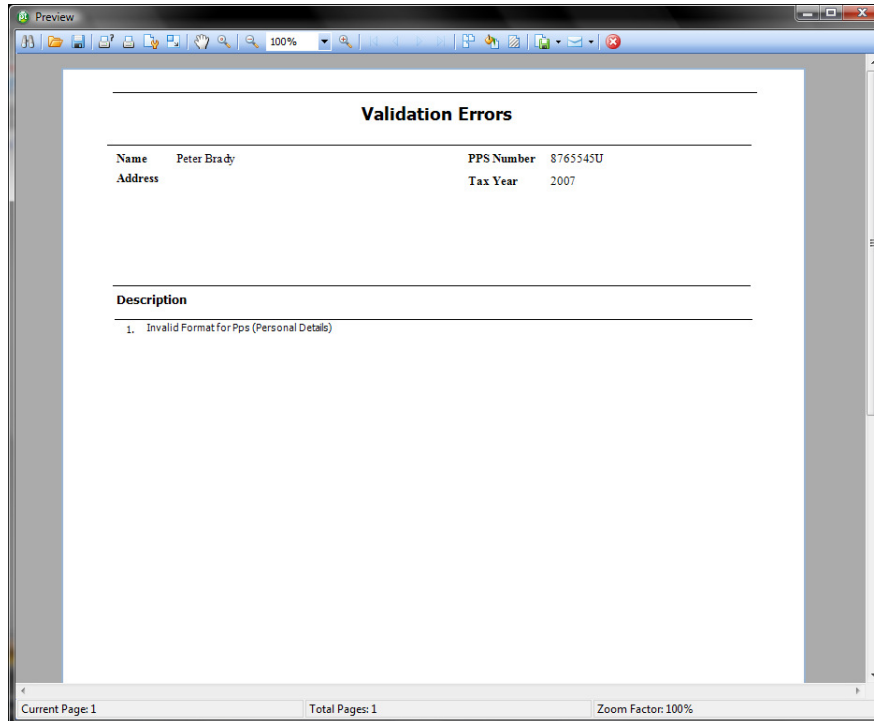 Preview
100%
Validation Errors
Name Peter Brady PPS Number 8765545U
Address Tax Year 2007
Description
1. Invalid Format for Pps (Personal Details)
Current Page: 1 Total Pages: 1 Zoom Factor: 100%